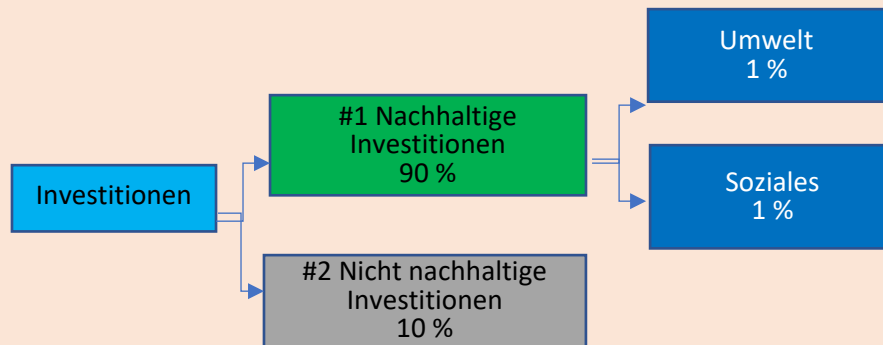 Investitionen
#1 Nachhaltige
Investitionen
90 %
#2 Nicht nachhaltige
Investitionen
10 %
Umwelt
1 %
Soziales
1 %